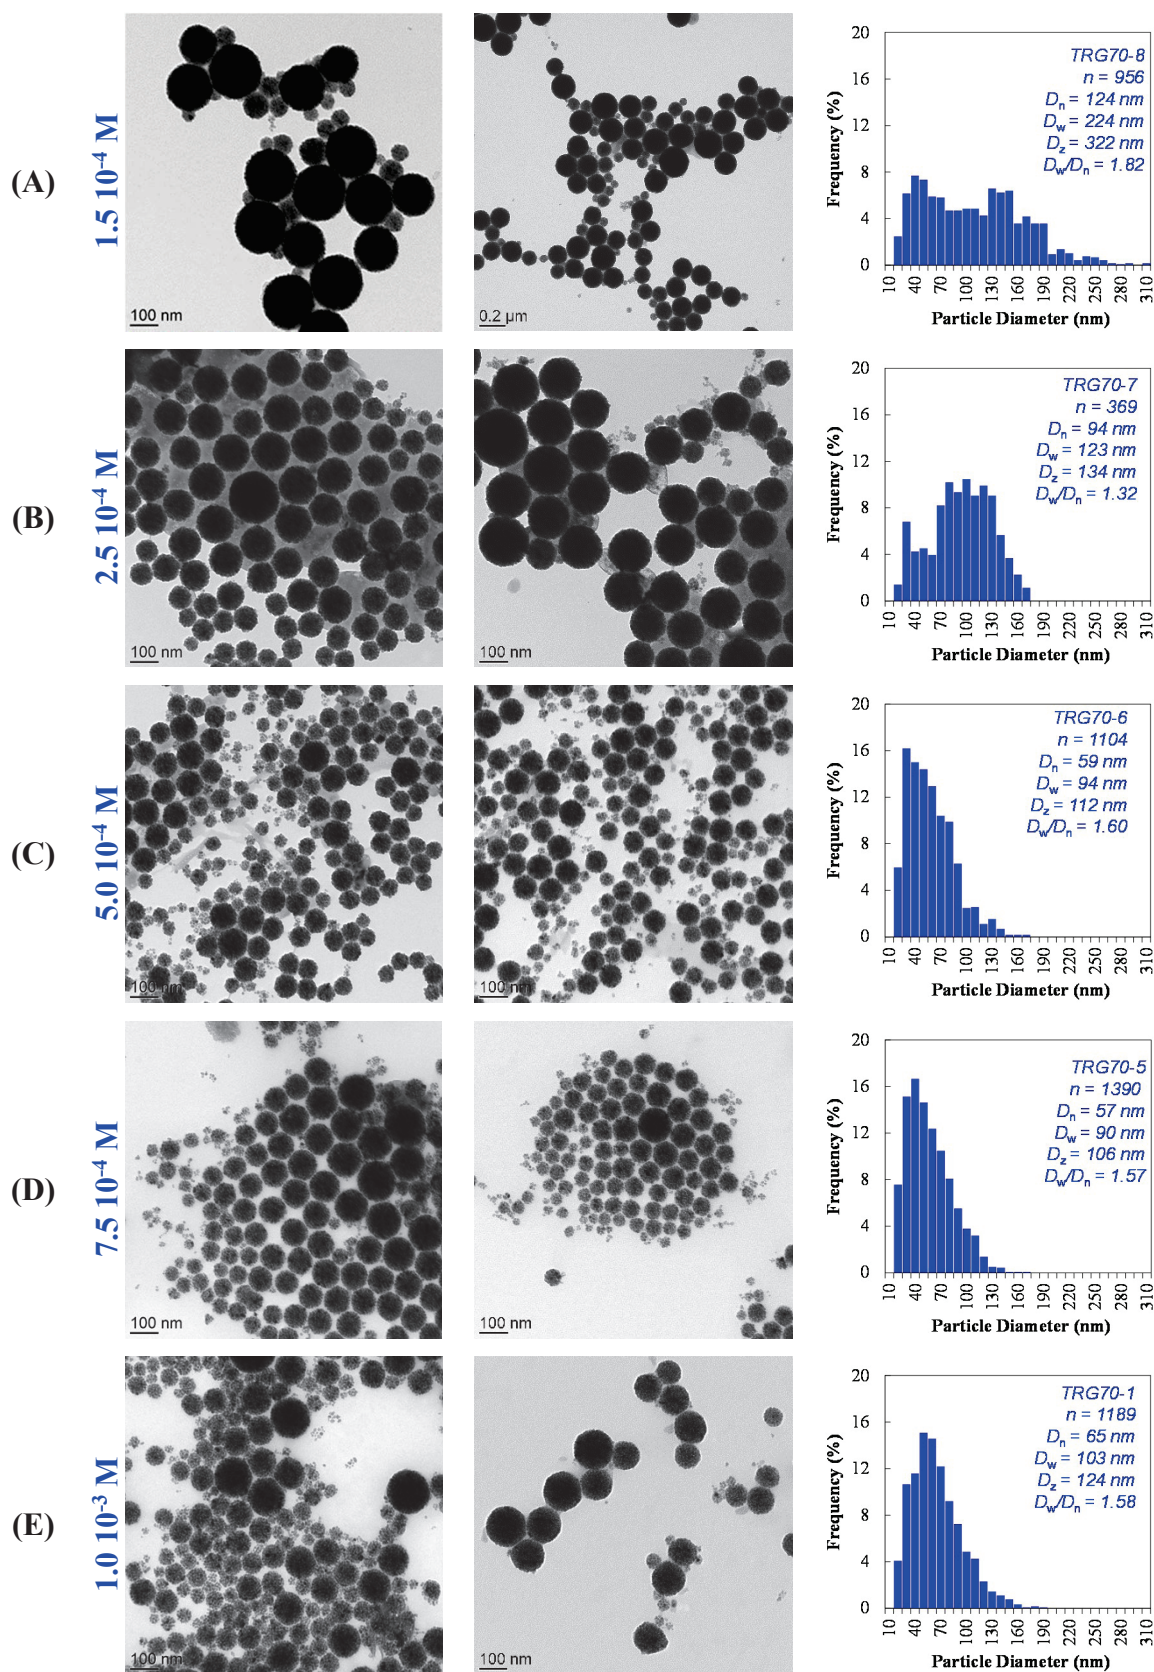 (A)
1.5 10⁻⁴ M
100 nm
0.2 µm
Frequency (%)
20
16
12
8
4
0
TRG70-8
n = 956
Dn = 124 nm
Dw = 224 nm
Dz = 322 nm
Dw/Dn = 1.82
10 40 70 100 130 160 190 220 250 280 310
Particle Diameter (nm)
(B)
2.5 10⁻⁴ M
100 nm
100 nm
Frequency (%)
20
16
12
8
4
0
TRG70-7
n = 369
Dn = 94 nm
Dw = 123 nm
Dz = 134 nm
Dw/Dn = 1.32
10 40 70 100 130 160 190 220 250 280 310
Particle Diameter (nm)
(C)
5.0 10⁻⁴ M
100 nm
100 nm
Frequency (%)
20
16
12
8
4
0
TRG70-6
n = 1104
Dn = 59 nm
Dw = 94 nm
Dz = 112 nm
Dw/Dn = 1.60
10 40 70 100 130 160 190 220 250 280 310
Particle Diameter (nm)
(D)
7.5 10⁻⁴ M
100 nm
100 nm
Frequency (%)
20
16
12
8
4
0
TRG70-5
n = 1390
Dn = 57 nm
Dw = 90 nm
Dz = 106 nm
Dw/Dn = 1.57
10 40 70 100 130 160 190 220 250 280 310
Particle Diameter (nm)
(E)
1.0 10⁻³ M
100 nm
100 nm
Frequency (%)
20
16
12
8
4
0
TRG70-1
n = 1189
Dn = 65 nm
Dw = 103 nm
Dz = 124 nm
Dw/Dn = 1.58
10 40 70 100 130 160 190 220 250 280 310
Particle Diameter (nm)